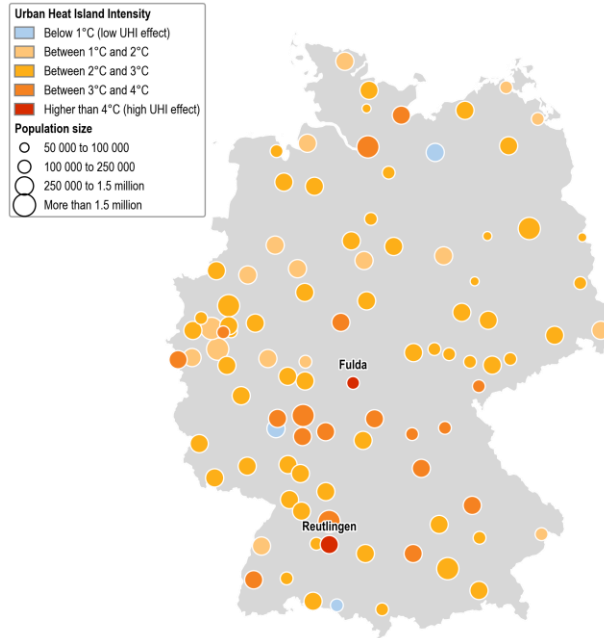 Urban Heat Island Intensity
Below 1°C (low UHI effect)
Between 1°C and 2°C
Between 2°C and 3°C
Between 3°C and 4°C
Higher than 4°C (high UHI effect)
Population size
50 000 to 100 000
100 000 to 250 000
250 000 to 1.5 million
More than 1.5 million
Fulda
Reutlingen